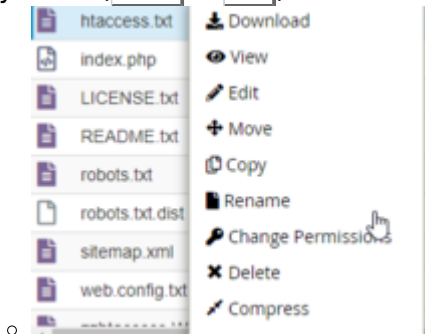 htaccess.txt
index.php
LICENSE.txt
README.txt
robots.txt
robots.txt.dist
sitemap.xml
web.config.txt
Download
View
Edit
Move
Copy
Rename
Change Permissions
Delete
Compress